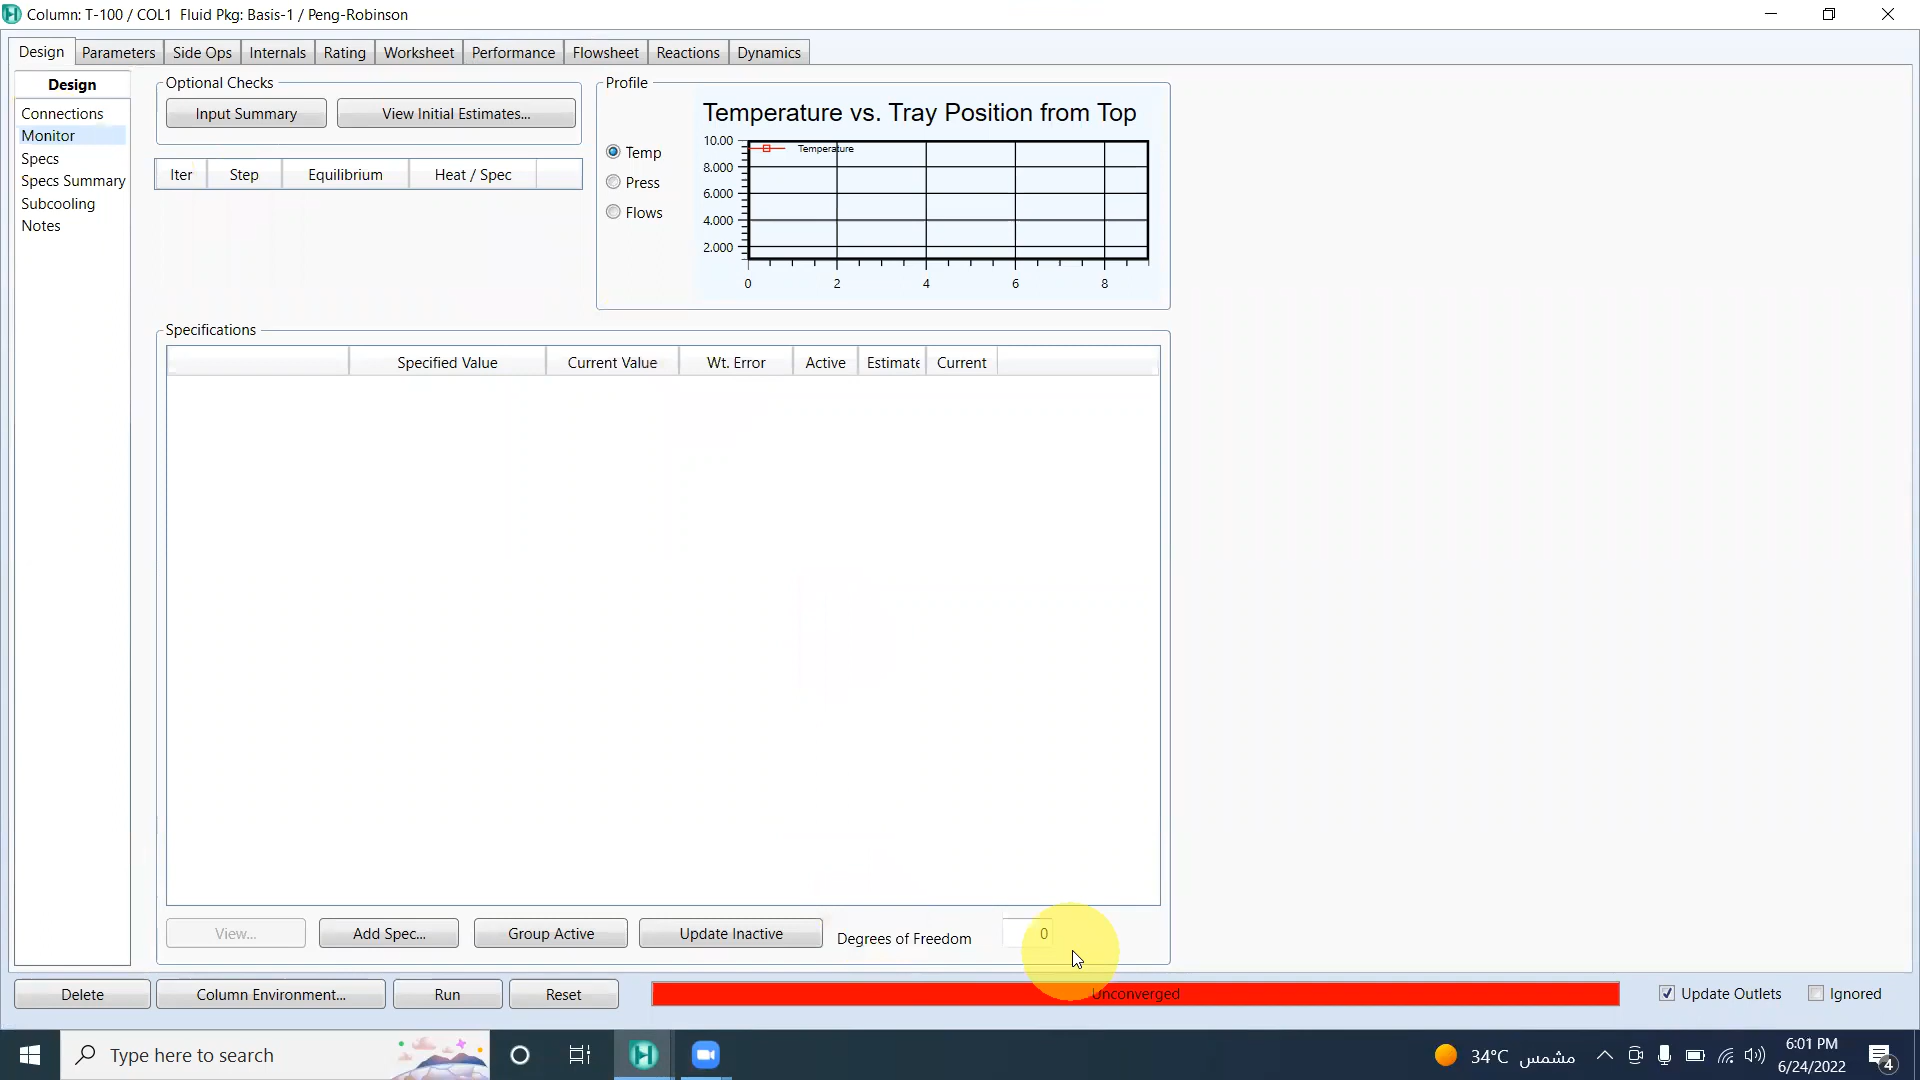 Column: T-100 / COL1 Fluid Pkg: Basis-1 / Peng-Robinson
Design Parameters Side Ops Internals Rating Worksheet Performance Flowsheet Reactions Dynamics
Design
Connections
Monitor
Specs
Specs Summary
Subcooling
Notes
Optional Checks
Input Summary View Initial Estimates...
Iter Step Equilibrium Heat / Spec
Profile
Temp
Press
Flows
Temperature vs. Tray Position from Top
Temperature
10.00
8.000
6.000
4.000
2.000
0 2 4 6 8
Specifications
Specified Value Current Value Wt. Error Active Estimate Current
View... Add Spec... Group Active Update Inactive Degrees of Freedom 0
Delete Column Environment... Run Reset Unconverged Update Outlets Ignored
Type here to search
34°C مشمس
6:01 PM
6/24/2022
4